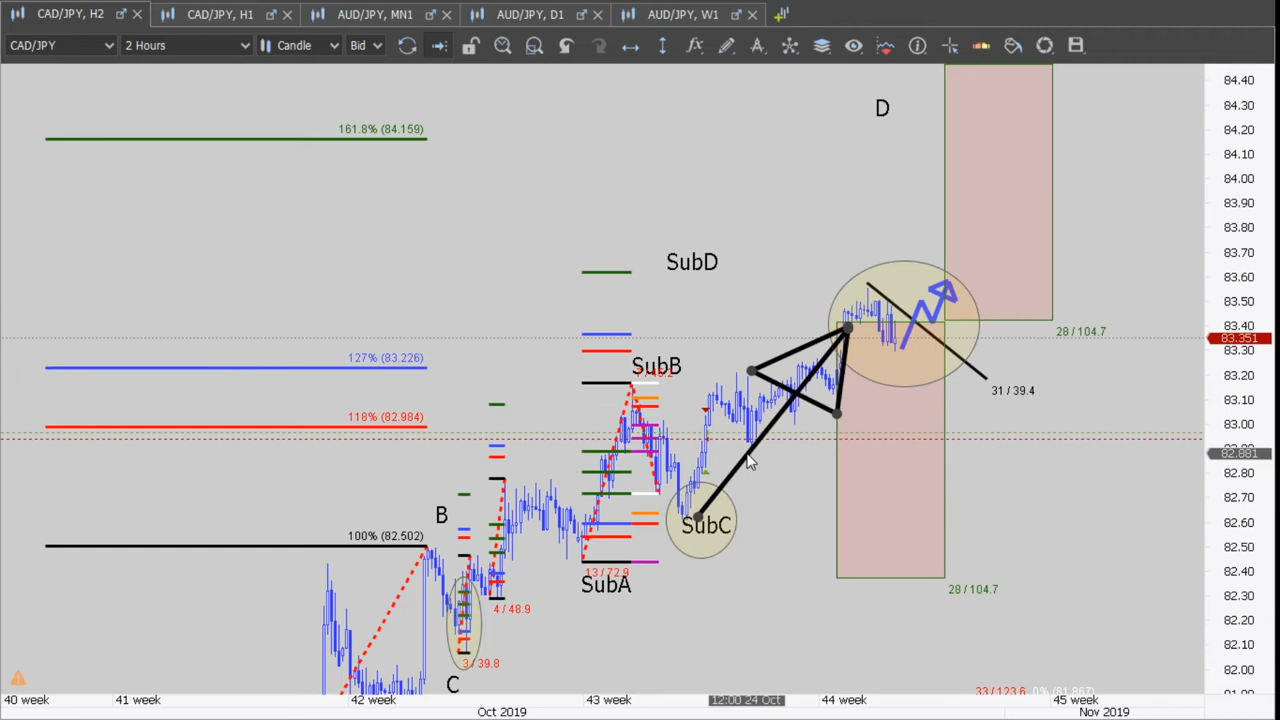 CAD/JPY, H2
CAD/JPY, H1
AUD/JPY, MN1
AUD/JPY, D1
AUD/JPY, W1
CAD/JPY
2 Hours
Candle
Bid
84.40
84.30
84.20
84.10
84.00
83.90
83.80
83.70
83.60
83.50
83.40
83.351
83.30
83.20
83.10
83.00
82.881
82.80
82.70
82.60
82.50
82.40
82.30
82.20
82.10
82.00
D
161.8% (84.159)
SubD
28 / 104.7
127% (83.226)
SubB
31 / 39.4
118% (82.984)
B
100% (82.502)
SubC
13 / 72.9
SubA
28 / 104.7
4 / 48.9
3 / 39.8
C
33 / 123.6
0% (81.867)
40 week
41 week
42 week
43 week
12:00 24 Oct
44 week
45 week
Oct 2019
Nov 2019